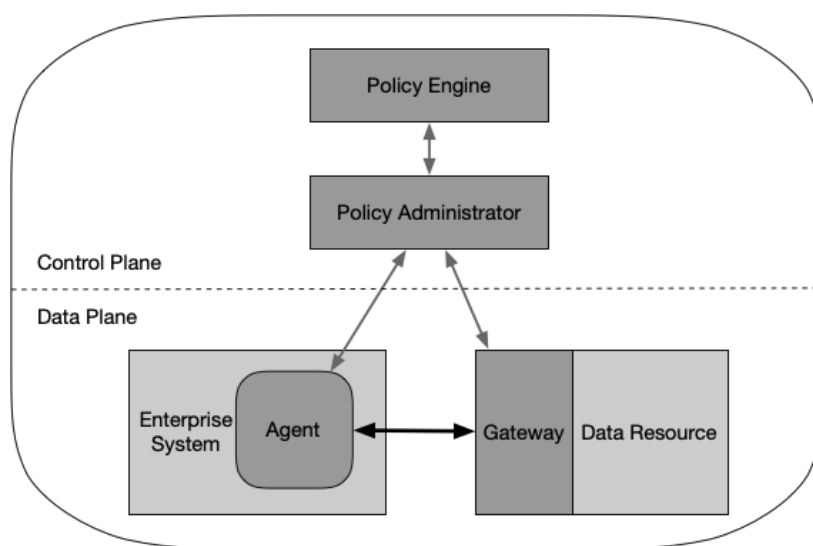 Policy Engine
Policy Administrator
Control Plane
Data Plane
Enterprise
System
Agent
Gateway
Data Resource